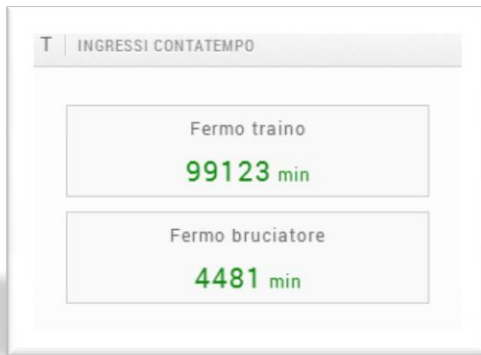 T INGRESSI CONTATEMPO
Fermo traino
99123 min
Fermo bruciatore
4481 min